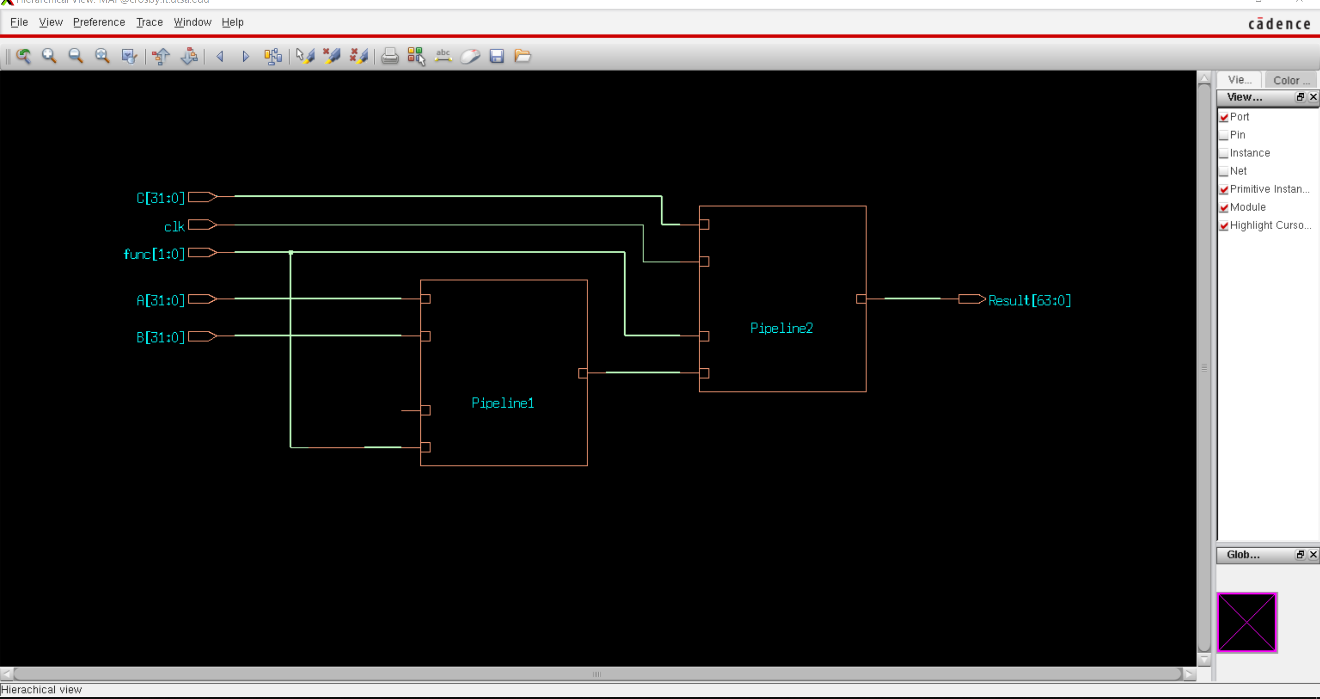 File View Preference Trace Window Help
cādence
abc
Vie... Color ...
View...
Port
Pin
Instance
Net
Primitive Instan...
Module
Highlight Curso...
C[31:0]
clk
func[1:0]
A[31:0]
B[31:0]
Pipeline1
Pipeline2
Result[63:0]
Glob...
Hierachical view